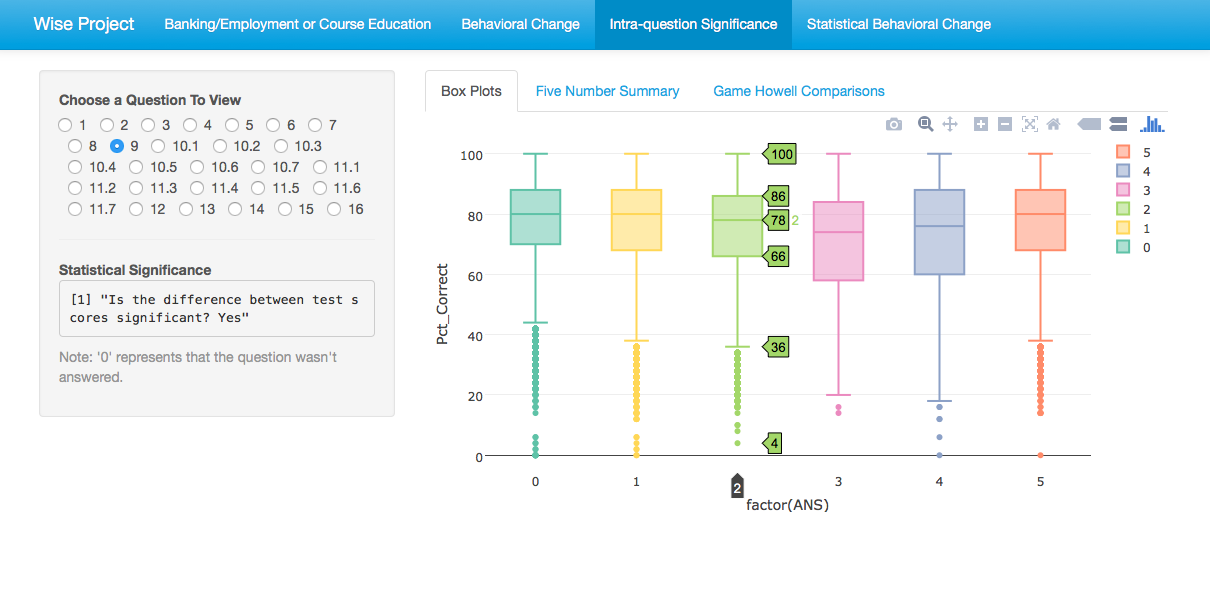 Wise Project Banking/Employment or Course Education Behavioral Change Intra-question Significance Statistical Behavioral Change
Choose a Question To View
1 2 3 4 5 6 7
8 9 10.1 10.2 10.3
10.4 10.5 10.6 10.7 11.1
11.2 11.3 11.4 11.5 11.6
11.7 12 13 14 15 16
Statistical Significance
[1] "Is the difference between test s
cores significant? Yes"
Note: '0' represents that the question wasn't
answered.
Box Plots Five Number Summary Game Howell Comparisons
Pct_Correct
100
80
60
40
20
0
100
86
78 2
66
36
4
0 1 2 3 4 5
factor(ANS)
5
4
3
2
1
0